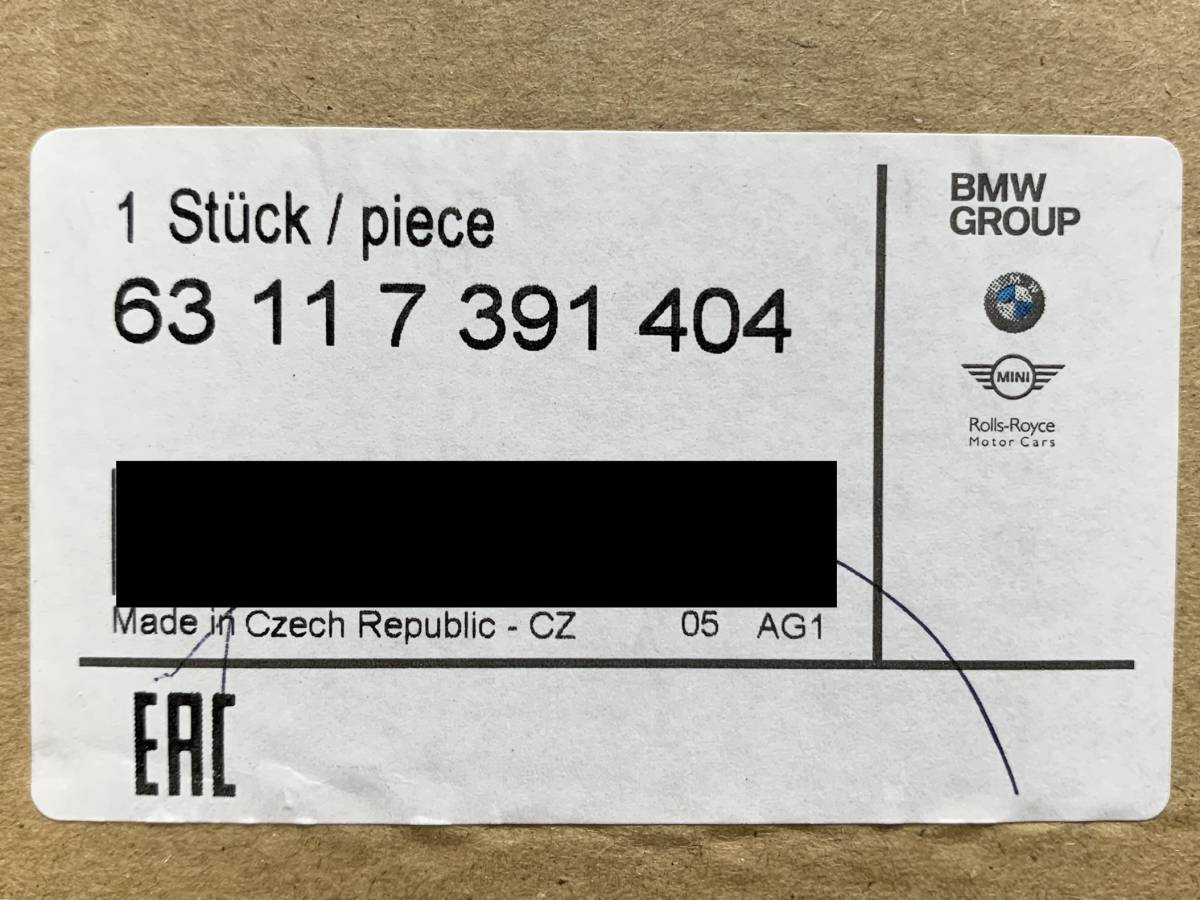 1 Stück / piece
63 11 7 391 404
Made in Czech Republic - CZ 05 AG1
EAC
BMW
GROUP
BMW
MINI
Rolls-Royce
Motor Cars